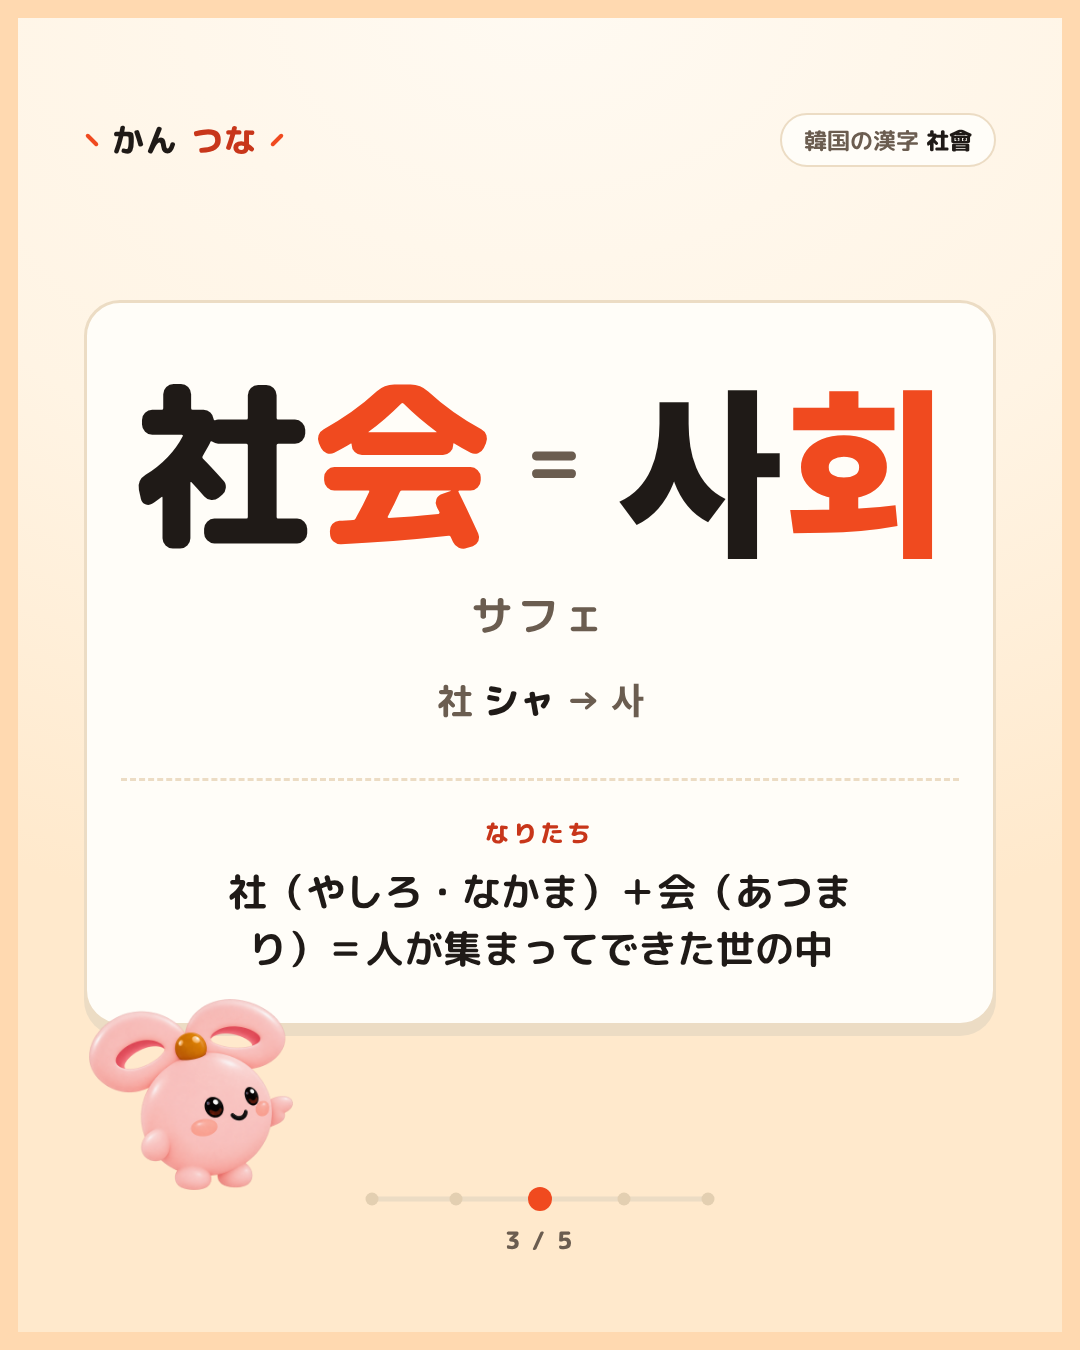 かん つな
韓国の漢字 社會
社会 = 사회
サフェ
社 シャ → 사
なりたち
社（やしろ・なかま）＋会（あつま
り）＝人が集まってできた世の中
3 / 5